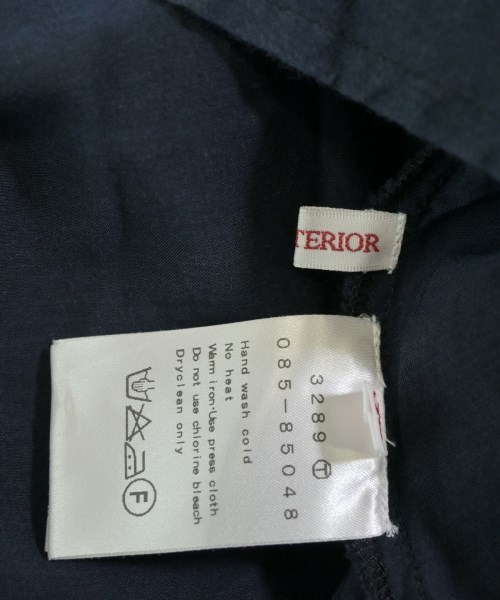 TERIOR
3289 T
085-85048
Hand wash cold
No heat
Warm iron・Use press cloth
Do not use chlorine bleach
Dryclean only
F